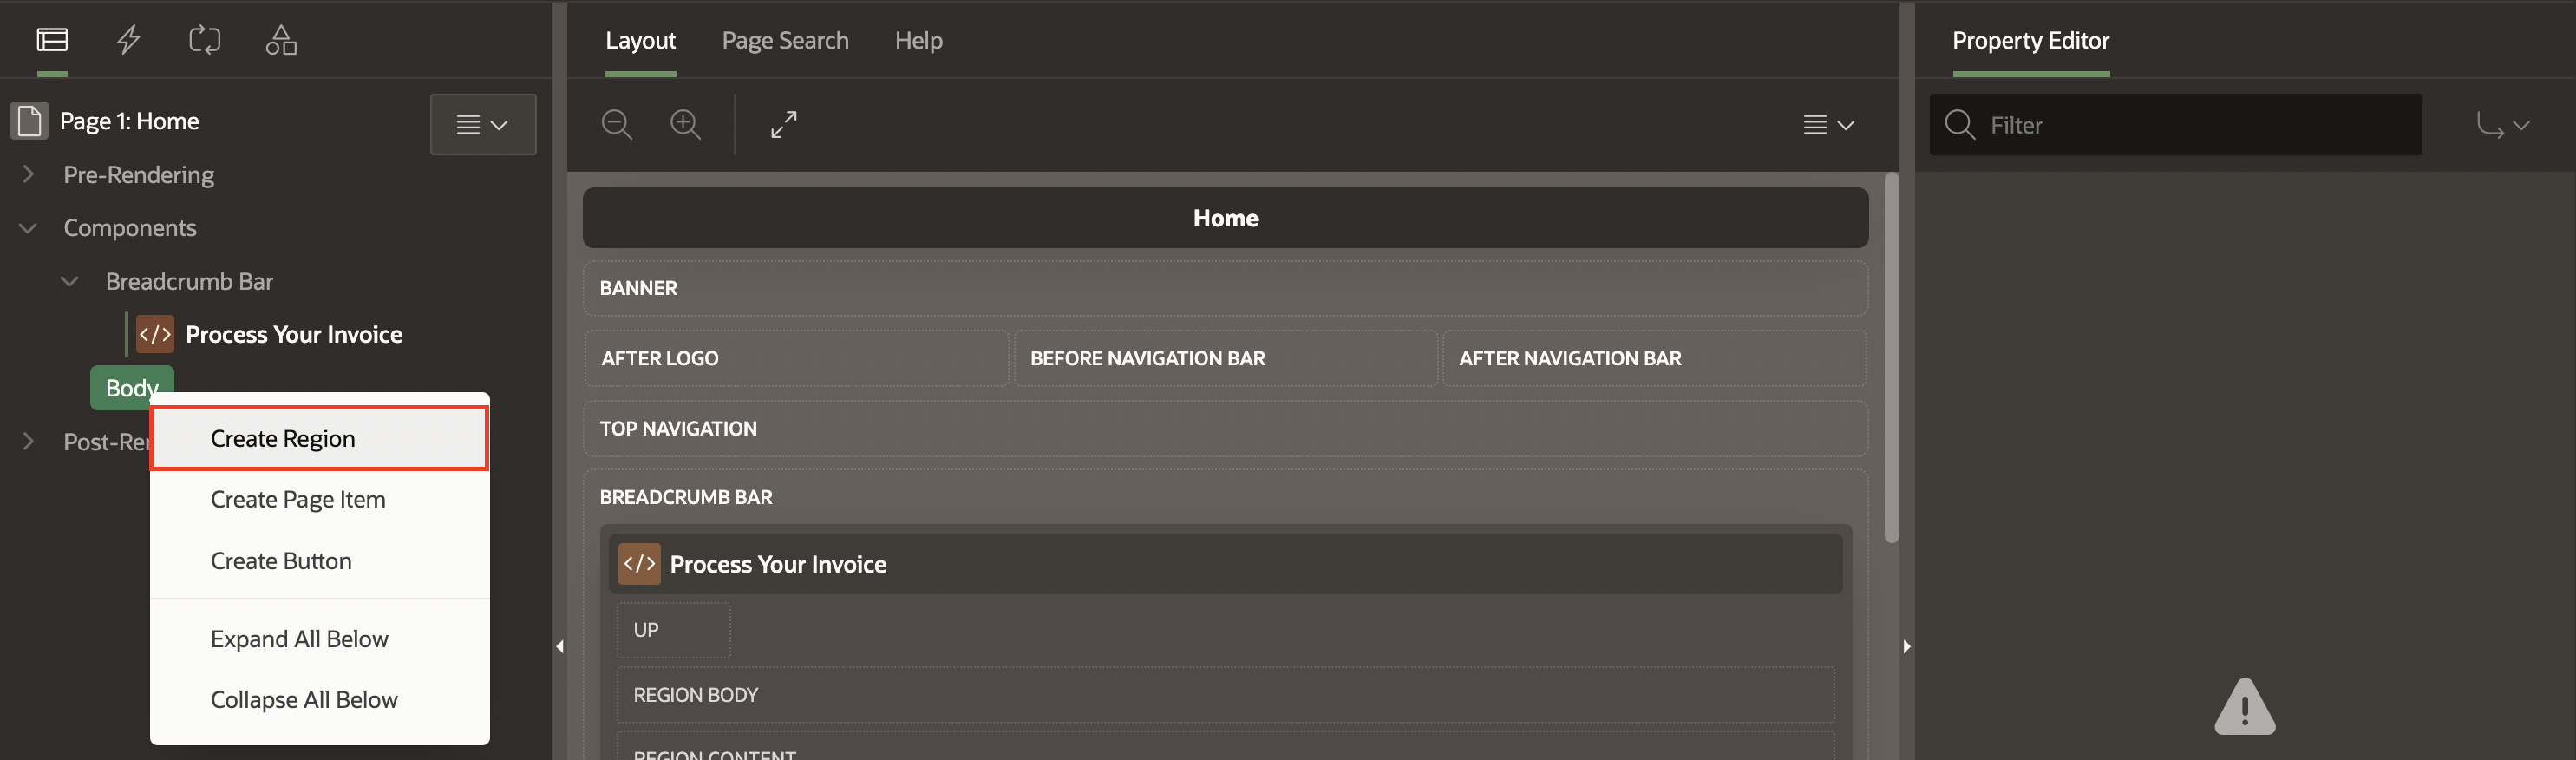 Page 1: Home
Pre-Rendering
Components
Breadcrumb Bar
Process Your Invoice
Body
Post-Rer
Create Region
Create Page Item
Create Button
Expand All Below
Collapse All Below
Layout
Page Search
Help
Home
BANNER
AFTER LOGO
BEFORE NAVIGATION BAR
AFTER NAVIGATION BAR
TOP NAVIGATION
BREADCRUMB BAR
Process Your Invoice
UP
REGION BODY
REGION CONTENT
Property Editor
Filter